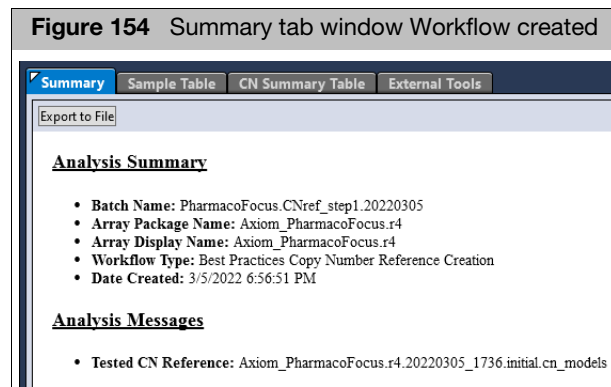 Figure 154 Summary tab window Workflow created
Summary Sample Table CN Summary Table External Tools
Export to File
Analysis Summary
• Batch Name: PharmacoFocus.CNref_step1.20220305
• Array Package Name: Axiom_PharmacoFocus.r4
• Array Display Name: Axiom_PharmacoFocus.r4
• Workflow Type: Best Practices Copy Number Reference Creation
• Date Created: 3/5/2022 6:56:51 PM
Analysis Messages
• Tested CN Reference: Axiom_PharmacoFocus.r4.20220305_1736.initial.cn_models